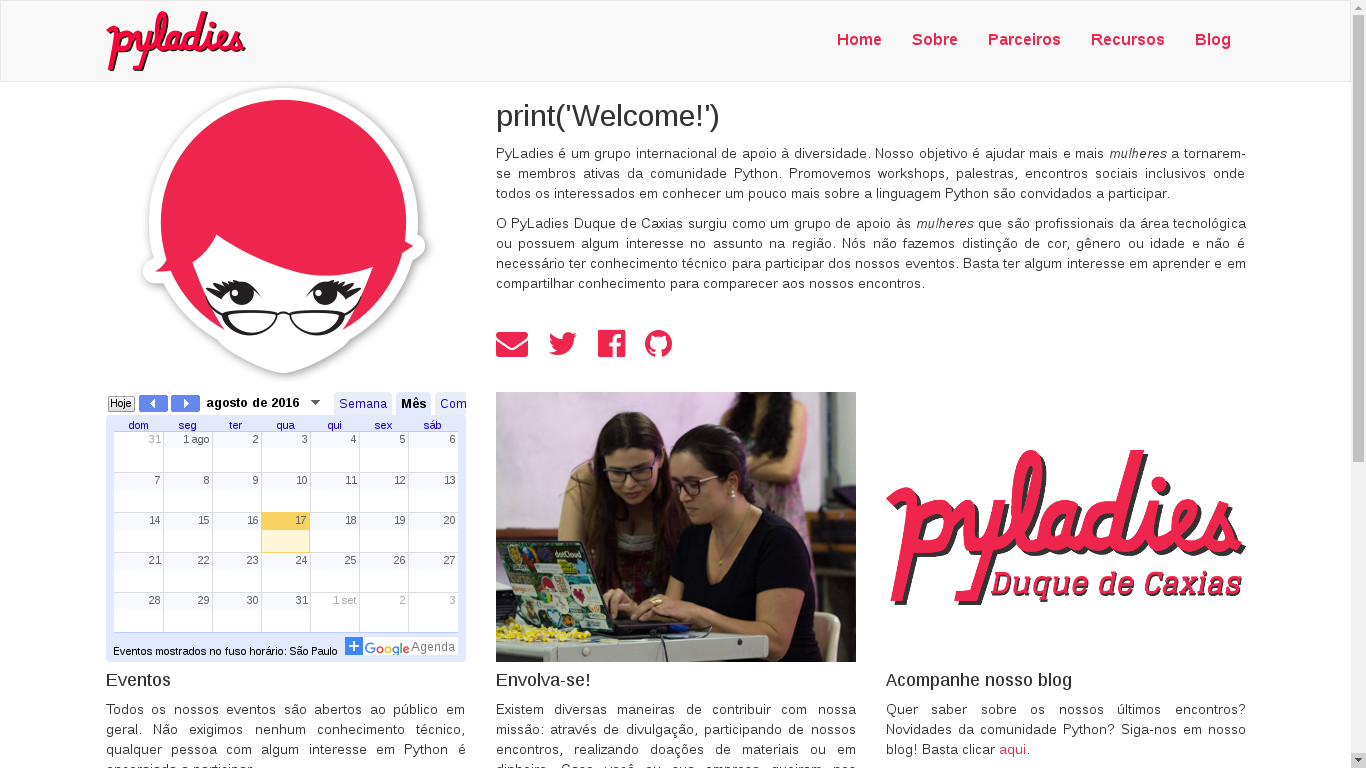 pyladies
Home Sobre Parceiros Recursos Blog
print('Welcome!')
PyLadies é um grupo internacional de apoio à diversidade. Nosso objetivo é ajudar mais e mais mulheres a tornarem-
se membros ativas da comunidade Python. Promovemos workshops, palestras, encontros sociais inclusivos onde
todos os interessados em conhecer um pouco mais sobre a linguagem Python são convidados a participar.
O PyLadies Duque de Caxias surgiu como um grupo de apoio às mulheres que são profissionais da área tecnológica
ou possuem algum interesse no assunto na região. Nós não fazemos distinção de cor, gênero ou idade e não é
necessário ter conhecimento técnico para participar dos nossos eventos. Basta ter algum interesse em aprender e em
compartilhar conhecimento para comparecer aos nossos encontros.
Hoje agosto de 2016 Semana Mês Com
dom seg ter qua qui sex sáb
31 1 ago 2 3 4 5 6
7 8 9 10 11 12 13
14 15 16 17 18 19 20
21 22 23 24 25 26 27
28 29 30 31 1 set 2 3
Eventos mostrados no fuso horário: São Paulo Google Agenda
dotCloud
pyladies
Duque de Caxias
Eventos
Todos os nossos eventos são abertos ao público em
geral. Não exigimos nenhum conhecimento técnico,
qualquer pessoa com algum interesse em Python é
encorajada a participar.
Envolva-se!
Existem diversas maneiras de contribuir com nossa
missão: através de divulgação, participando de nossos
encontros, realizando doações de materiais ou em
dinheiro. Caso você ou sua empresa queiram nos
Acompanhe nosso blog
Quer saber sobre os nossos últimos encontros?
Novidades da comunidade Python? Siga-nos em nosso
blog! Basta clicar aqui.